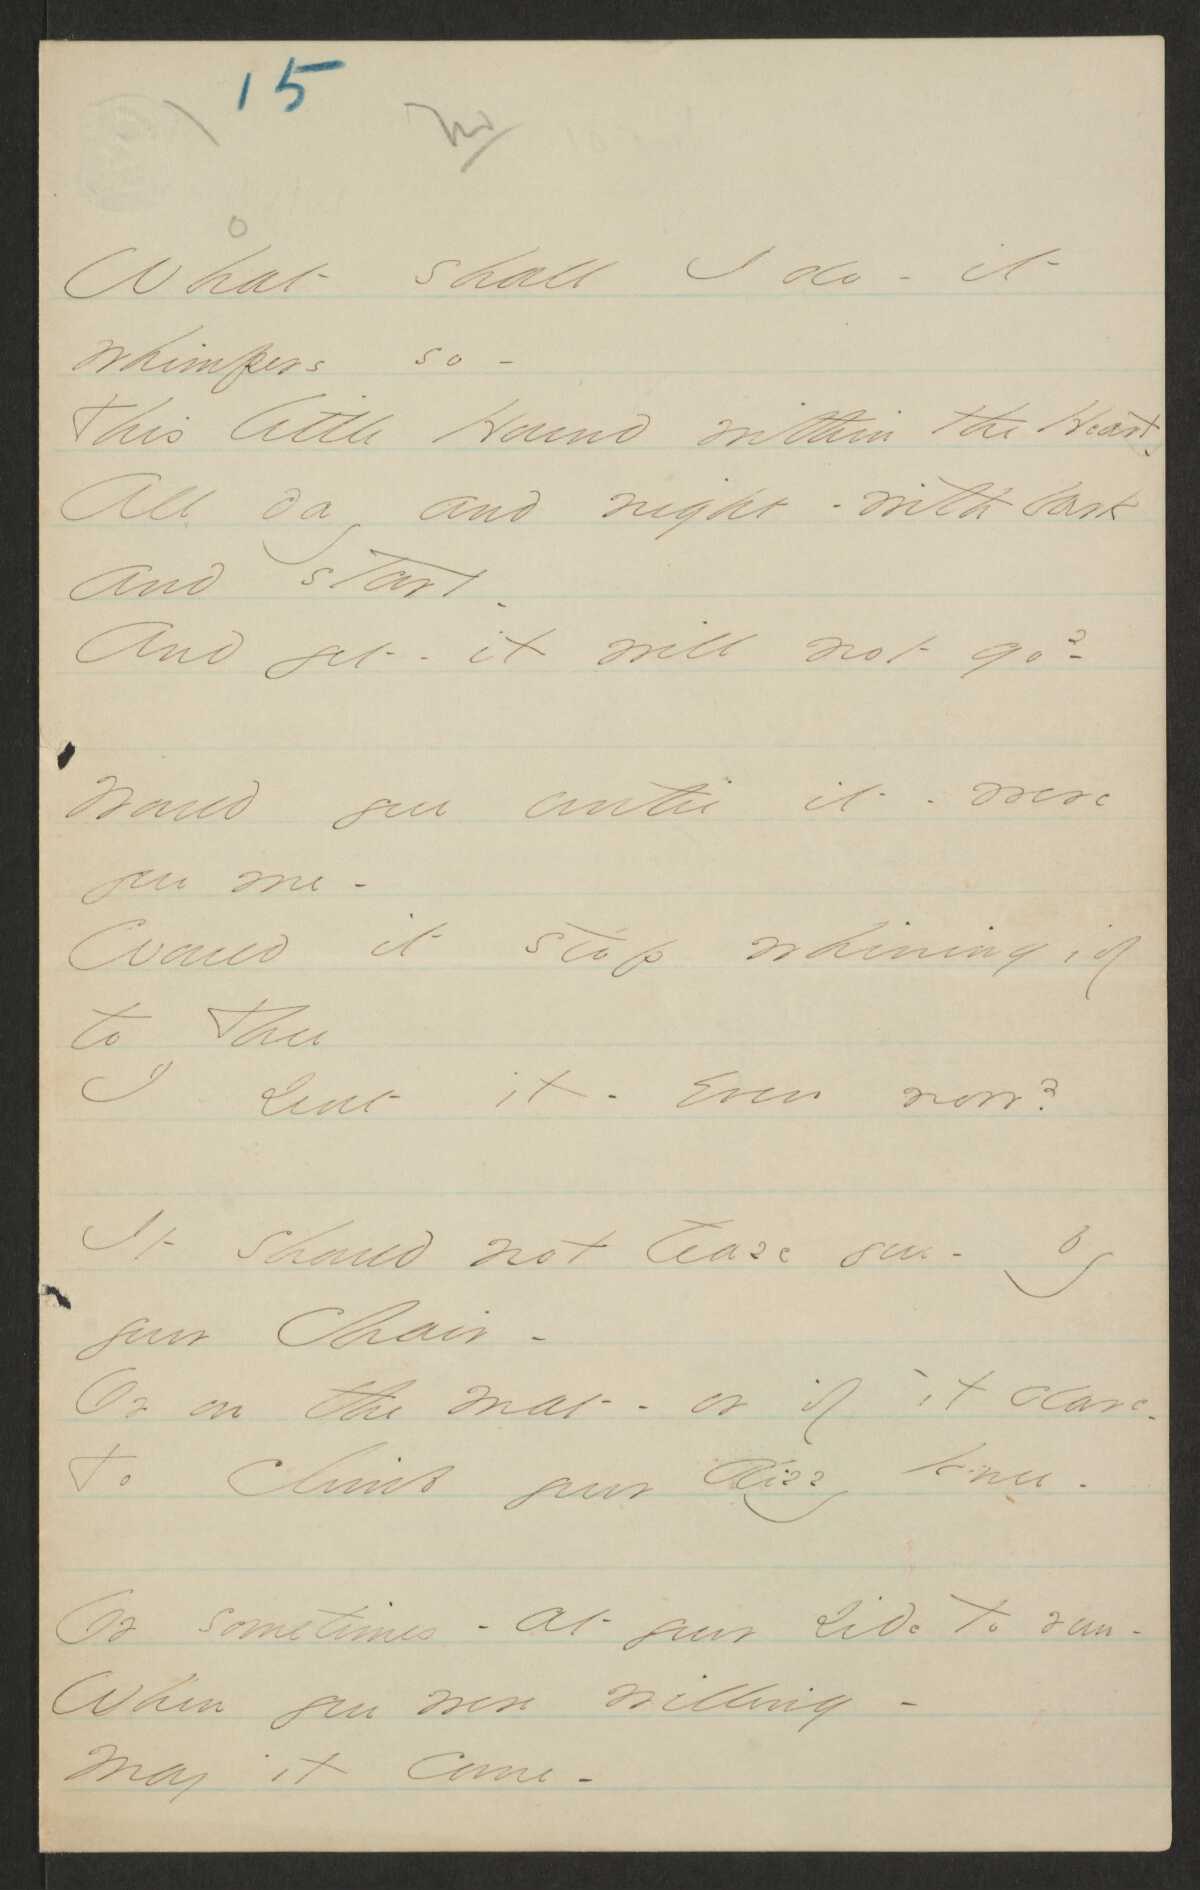 15
What shall I do - it
whimpers so -
This little Hound within the Heart
All day and night - with bark
and start -
And yet - it will not go?
Would you untie it - were
you me -
Would it stop whining, if
to Thee
I sent it - Even now?
It should not teaze you - by
your Chair -
Or on the mat - or if it dare -
To climb your dizzy knee -
Or sometimes - at your side to run -
When you were willing -
May it come -